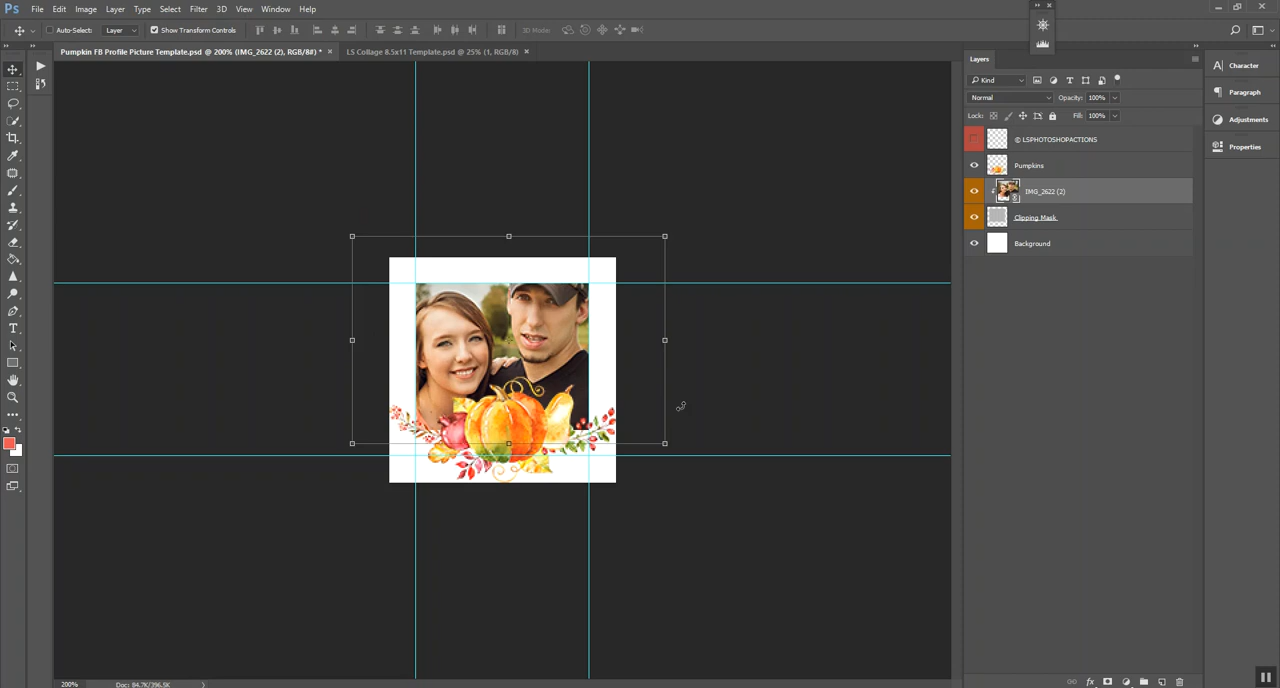 Ps File Edit Image Layer Type Select Filter 3D View Window Help
Auto-Select: Layer Show Transform Controls 3D Mode:
Pumpkin FB Profile Picture Template.psd @ 200% (IMG_2622 (2), RGB/8#) * × LS Collage 8.5x11 Template.psd @ 25% (1, RGB/8) ×
Layers
Kind
Normal Opacity: 100%
Lock: Fill: 100%
© LSPHOTOSHOPACTIONS
Pumpkins
IMG_2622 (2)
Clipping Mask
Background
A| Character
Paragraph
Adjustments
Properties
200% Doc: 84.7K/396.5K